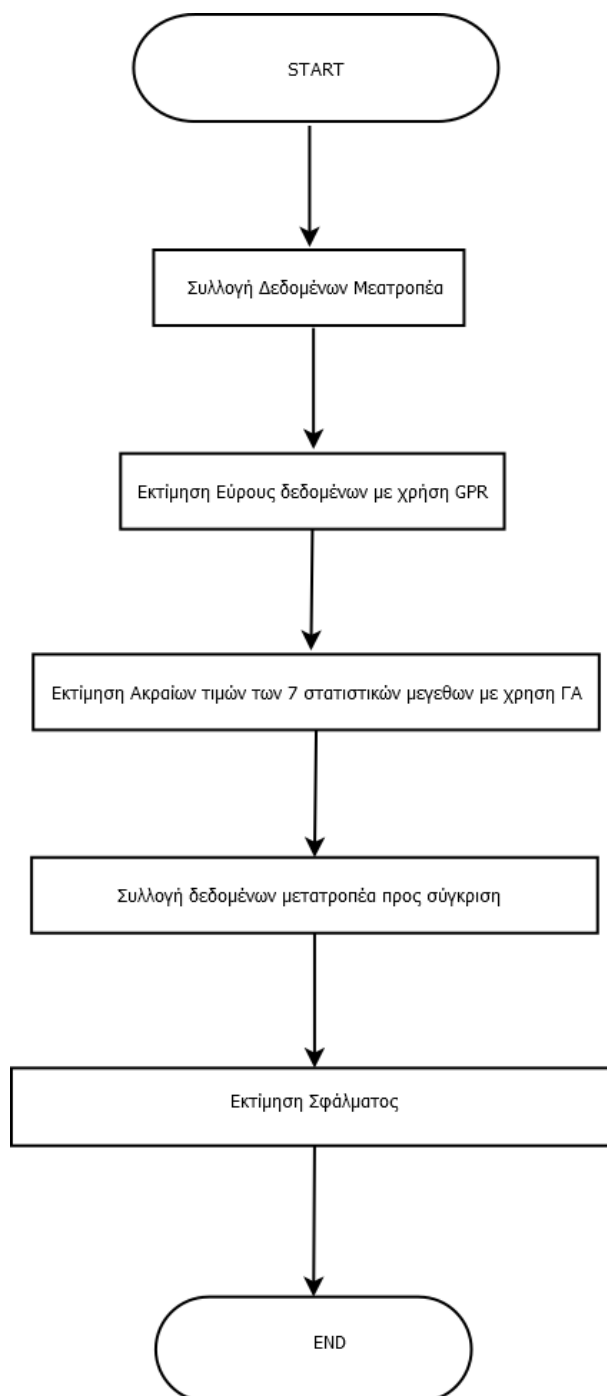 START
Συλλογή Δεδομένων Μεατροπέα
Εκτίμηση Εύρους δεδομένων με χρήση GPR
Εκτίμηση Ακραίων τιμών των 7 στατιστικών μεγεθων με χρηση ΓΑ
Συλλογή δεδομένων μετατροπέα προς σύγκριση
Εκτίμηση Σφάλματος
END